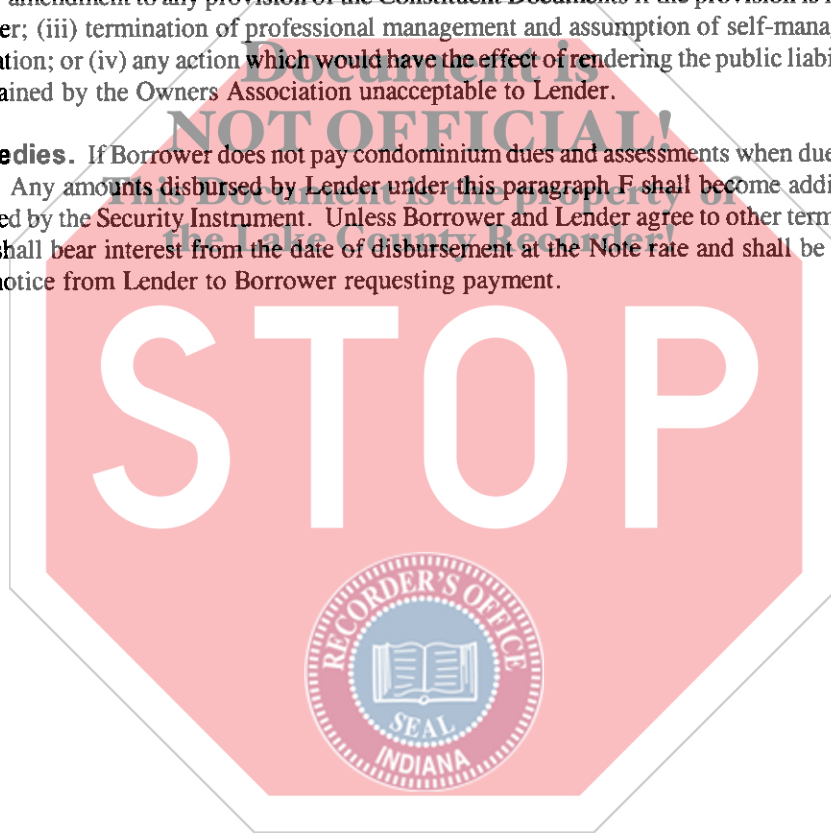 amendment to any provision of the Constituent Documents if the provision is
er; (iii) termination of professional management and assumption of self-manag
ation; or (iv) any action which would have the effect of rendering the public liabi
ained by the Owners Association unacceptable to Lender.
edies. If Borrower does not pay condominium dues and assessments when due
Any amounts disbursed by Lender under this paragraph F shall become addi
ed by the Security Instrument. Unless Borrower and Lender agree to other term
shall bear interest from the date of disbursement at the Note rate and shall be
notice from Lender to Borrower requesting payment.
Document is
NOT OFFICIAL!
This Document is the property of
the Lake County Recorder!
STOP
RECORDER'S OFFICE
SEAL
INDIANA